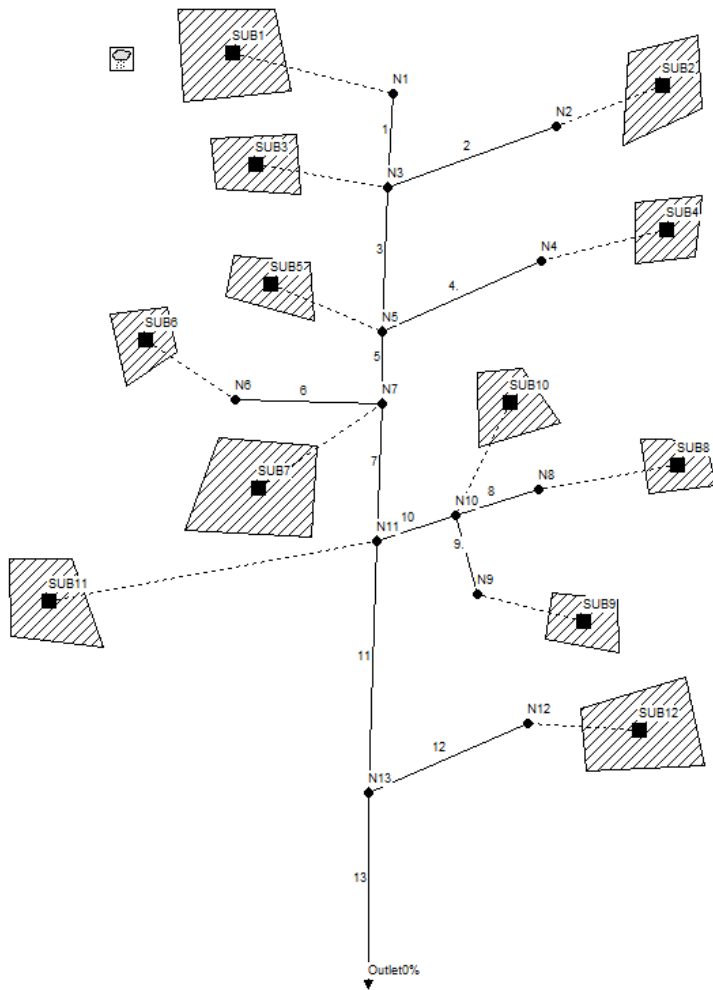 SUB1
N1
SUB2
N2
1
2
SUB3
N3
SUB4
N4
3
SUB5
4.
N5
SUB6
5
N6
6
N7
SUB10
SUB8
7
SUB7
N8
8
N10
10
N11
9.
N9
SUB11
SUB9
11
N12
SUB12
12
N13
13
Outlet0%